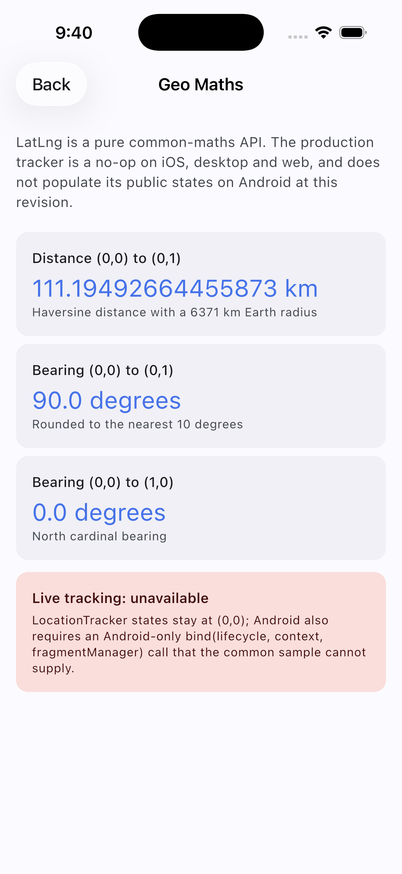 9:40
Back
Geo Maths
LatLng is a pure common-maths API. The production
tracker is a no-op on iOS, desktop and web, and does
not populate its public states on Android at this
revision.
Distance (0,0) to (0,1)
111.19492664455873 km
Haversine distance with a 6371 km Earth radius
Bearing (0,0) to (0,1)
90.0 degrees
Rounded to the nearest 10 degrees
Bearing (0,0) to (1,0)
0.0 degrees
North cardinal bearing
Live tracking: unavailable
LocationTracker states stay at (0,0); Android also
requires an Android-only bind(lifecycle, context,
fragmentManager) call that the common sample cannot
supply.